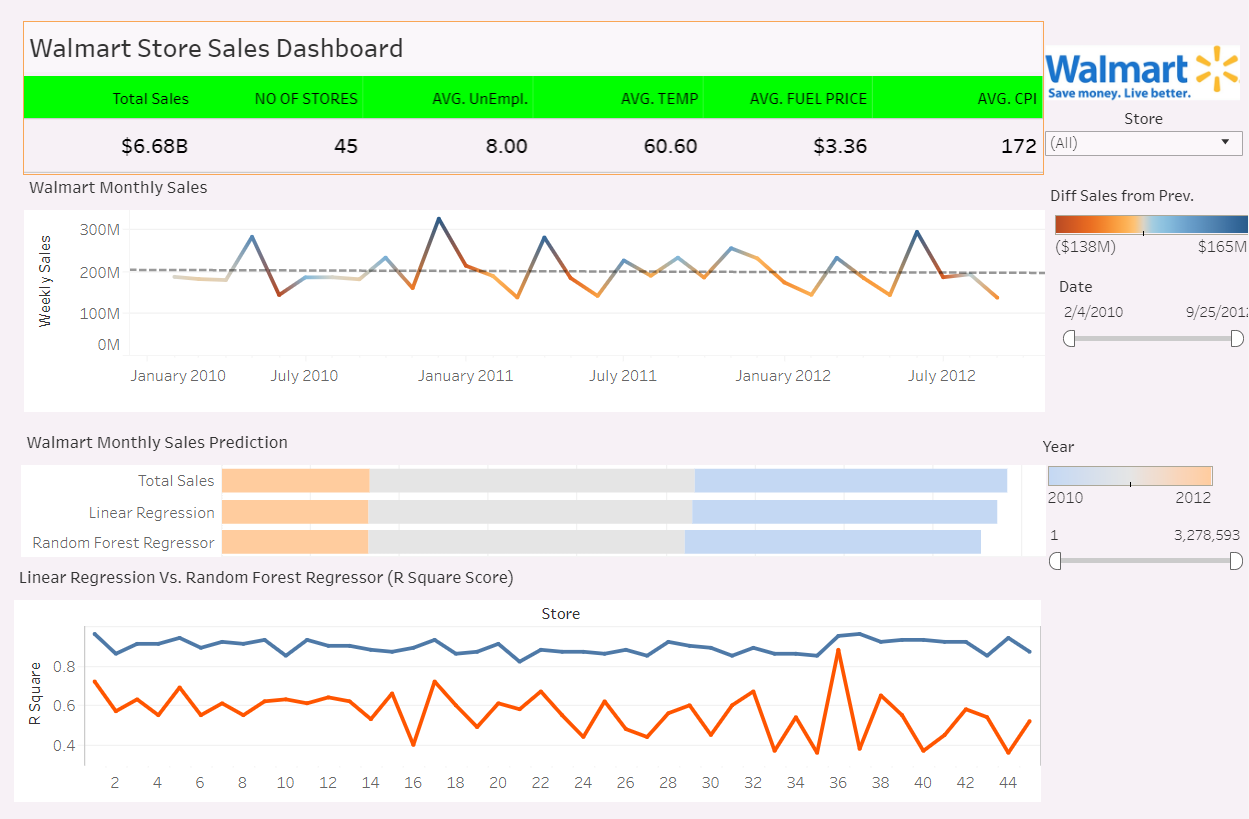 Walmart Store Sales Dashboard
Walmart
Save money. Live better.
Total Sales NO OF STORES AVG. UnEmpl. AVG. TEMP AVG. FUEL PRICE AVG. CPI
$6.68B 45 8.00 60.60 $3.36 172
Store
(All)
Walmart Monthly Sales
Diff Sales from Prev.
($138M) $165M
Date
2/4/2010 9/25/2012
Weekly Sales
300M
200M
100M
0M
January 2010 July 2010 January 2011 July 2011 January 2012 July 2012
Walmart Monthly Sales Prediction
Total Sales
Linear Regression
Random Forest Regressor
Year
2010 2012
1 3,278,593
Linear Regression Vs. Random Forest Regressor (R Square Score)
Store
R Square
0.8
0.6
0.4
2 4 6 8 10 12 14 16 18 20 22 24 26 28 30 32 34 36 38 40 42 44